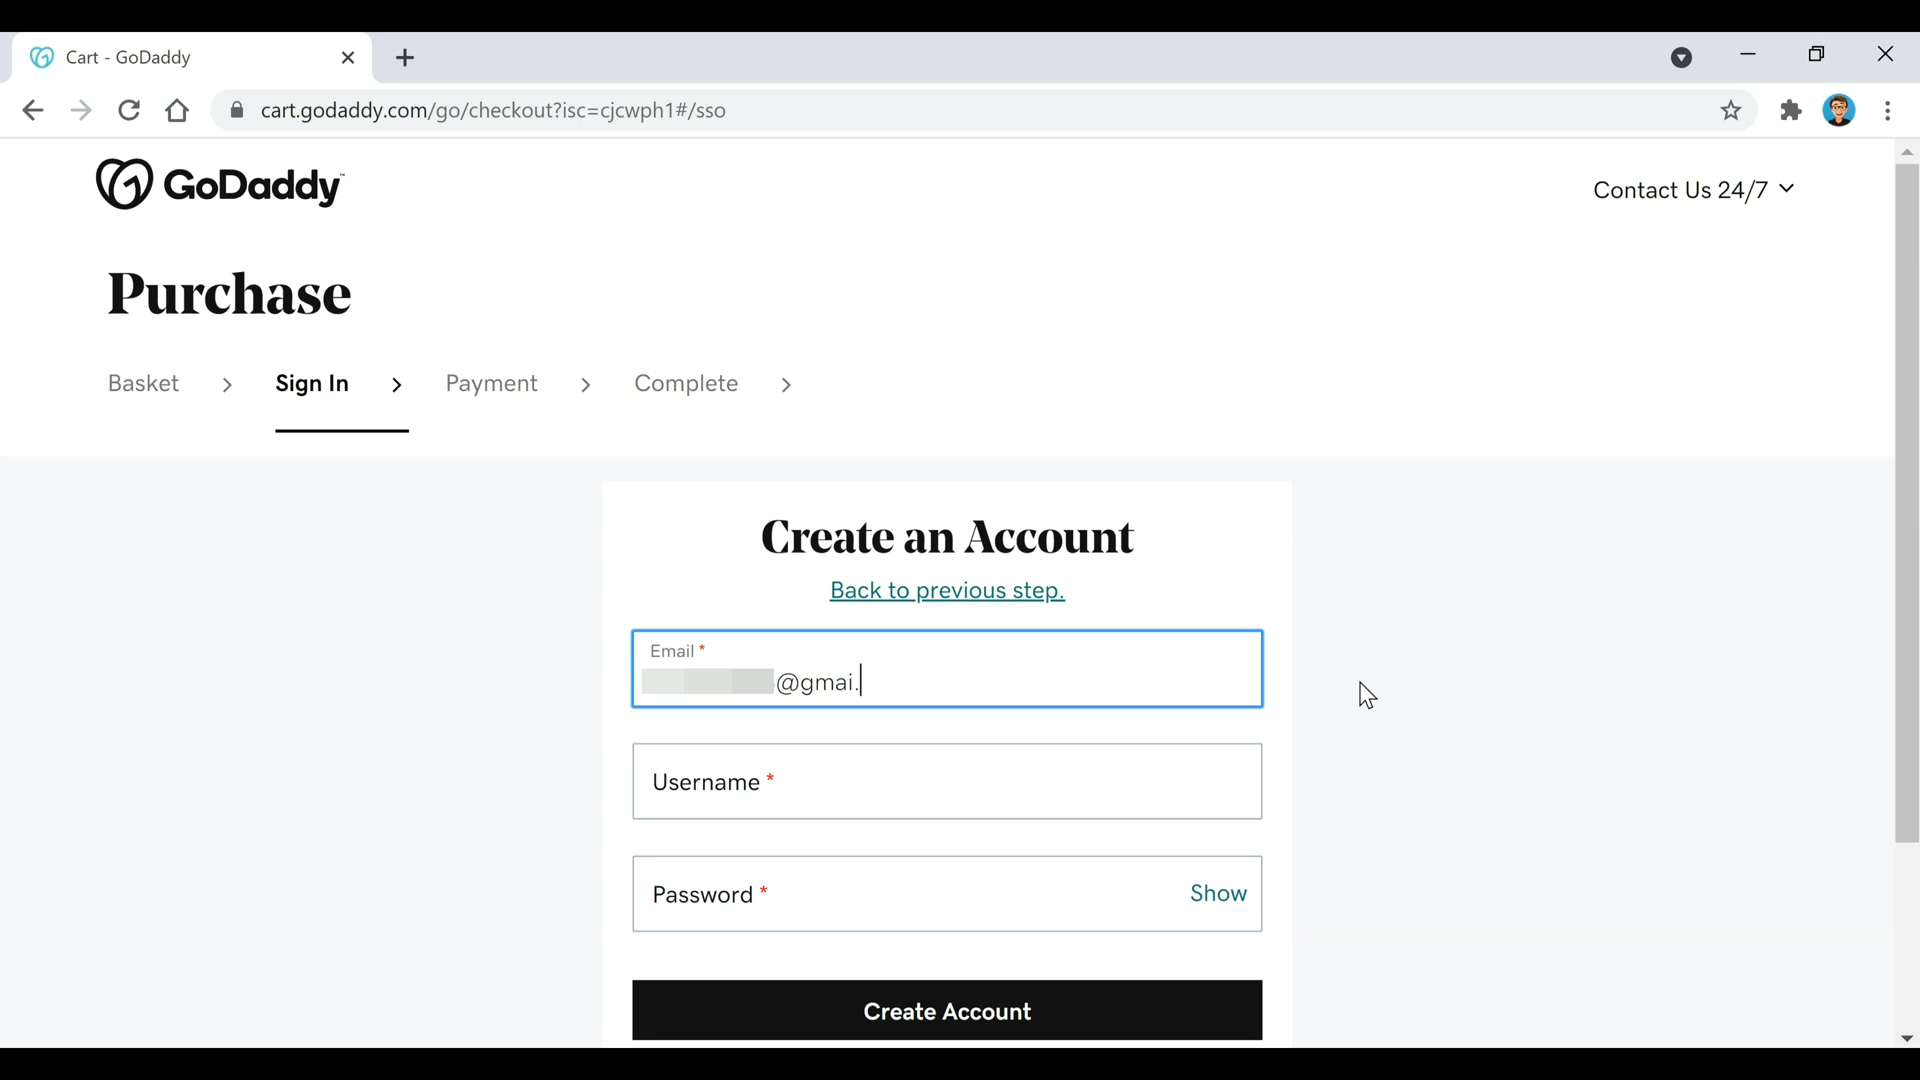 Cart - GoDaddy
cart.godaddy.com/go/checkout?isc=cjcwph1#/sso
GoDaddy™
Contact Us 24/7
Purchase
Basket > Sign In > Payment > Complete >
Create an Account
Back to previous step.
Email *
@gmai.
Username *
Password * Show
Create Account